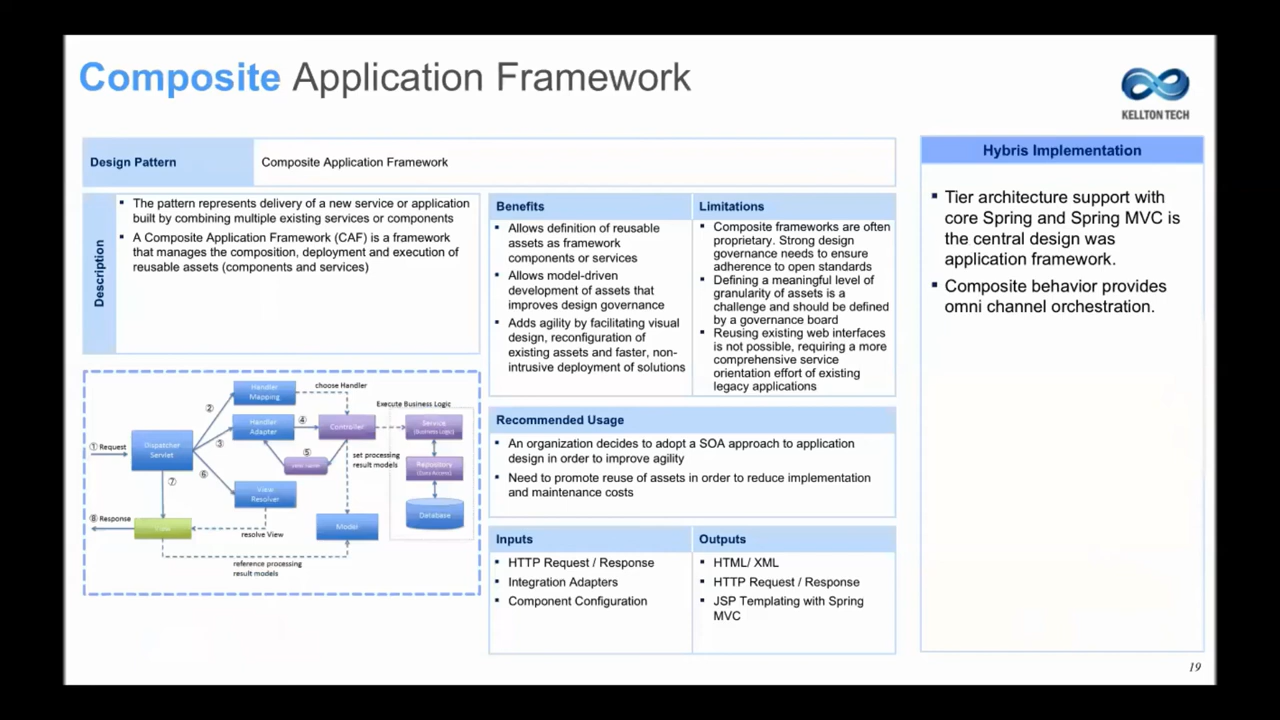 Composite Application Framework
KELLTON TECH
Design Pattern
Composite Application Framework
Description
▪ The pattern represents delivery of a new service or application
built by combining multiple existing services or components
▪ A Composite Application Framework (CAF) is a framework
that manages the composition, deployment and execution of
reusable assets (components and services)
Benefits
▪ Allows definition of reusable
assets as framework
components or services
▪ Allows model-driven
development of assets that
improves design governance
▪ Adds agility by facilitating visual
design, reconfiguration of
existing assets and faster, non-
intrusive deployment of solutions
Limitations
▪ Composite frameworks are often
proprietary. Strong design
governance needs to ensure
adherence to open standards
▪ Defining a meaningful level of
granularity of assets is a
challenge and should be defined
by a governance board
▪ Reusing existing web interfaces
is not possible, requiring a more
comprehensive service
orientation effort of existing
legacy applications
Hybris Implementation
▪ Tier architecture support with
core Spring and Spring MVC is
the central design was
application framework.
▪ Composite behavior provides
omni channel orchestration.
① Request
Dispatcher
Servlet
②
Handler
Mapping
choose Handler
③
Handler
Adapter
④
Controller
Execute Business Logic
Service
(Business Logic)
⑤
set processing
result models
Repository
(Data Access)
⑥
View
Resolver
⑦
Database
⑧ Response
resolve View
Model
reference processing
result models
Recommended Usage
▪ An organization decides to adopt a SOA approach to application
design in order to improve agility
▪ Need to promote reuse of assets in order to reduce implementation
and maintenance costs
Inputs
▪ HTTP Request / Response
▪ Integration Adapters
▪ Component Configuration
Outputs
▪ HTML/ XML
▪ HTTP Request / Response
▪ JSP Templating with Spring
MVC
19